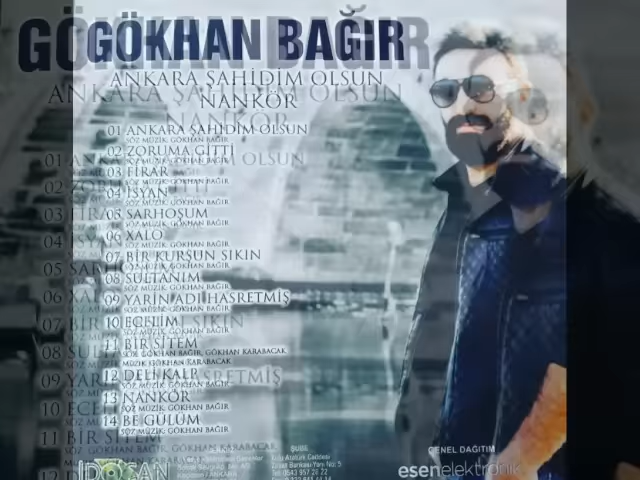 GÖKHAN BAĞIR
ANKARA ŞAHİDİM OLSUN
NANKÖR
01 ANKARA ŞAHİDİM OLSUN
SÖZ MÜZİK: GÖKHAN BAĞIR
02 ZORUMA GİTTİ
SÖZ MÜZİK: GÖKHAN BAĞIR
03 FİRAR
SÖZ MÜZİK: GÖKHAN BAĞIR
04 İSYAN
SÖZ MÜZİK: GÖKHAN BAĞIR
05 SARHOŞUM
SÖZ MÜZİK: GÖKHAN BAĞIR
06 XALO
SÖZ MÜZİK: GÖKHAN BAĞIR
07 BİR KURŞUN SIKIN
SÖZ MÜZİK: GÖKHAN BAĞIR
08 SULTANIM
SÖZ MÜZİK: GÖKHAN BAĞIR
09 YARİN ADI HASRETMİŞ
SÖZ MÜZİK: GÖKHAN BAĞIR
10 ECELİM
SÖZ MÜZİK: GÖKHAN BAĞIR
11 BİR SİTEM
SÖZ: GÖKHAN BAĞIR, GÖKHAN KARABACAK
MÜZİK: GÖKHAN KARABACAK
12 DELİ KALP
SÖZ MÜZİK: GÖKHAN BAĞIR
13 NANKÖR
SÖZ MÜZİK: GÖKHAN BAĞIR
14 BE GÜLÜM
SÖZ MÜZİK: GÖKHAN BAĞIR
ŞUBE
GENEL DAĞITIM
esenelektronik